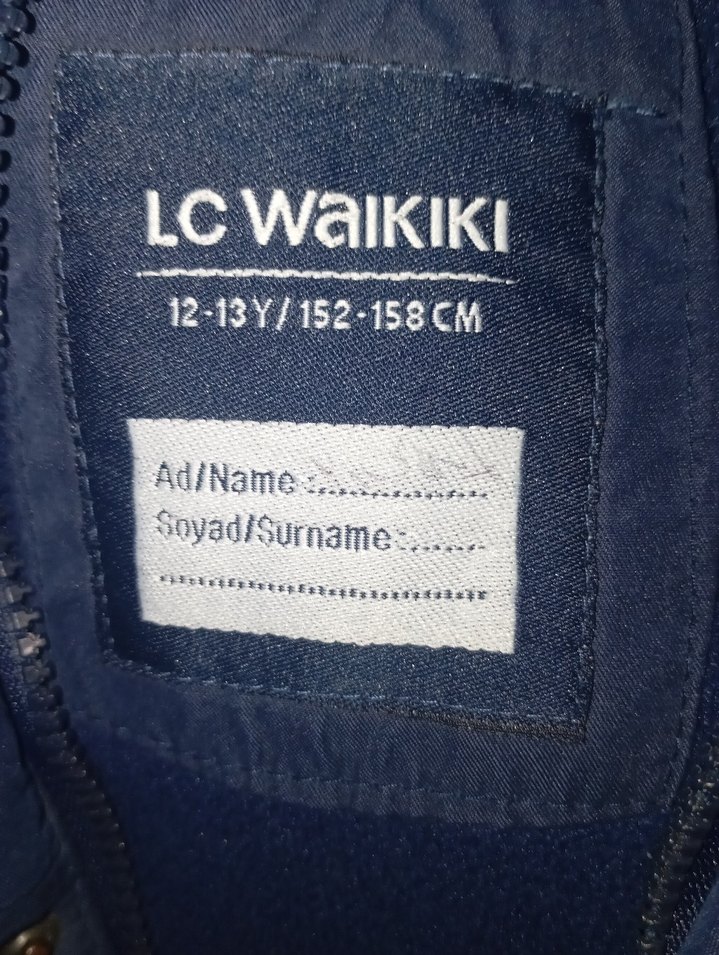 LC Waikiki
12-13Y/152-158CM
Ad/Name :....................
Soyad/Surname:........
........................................